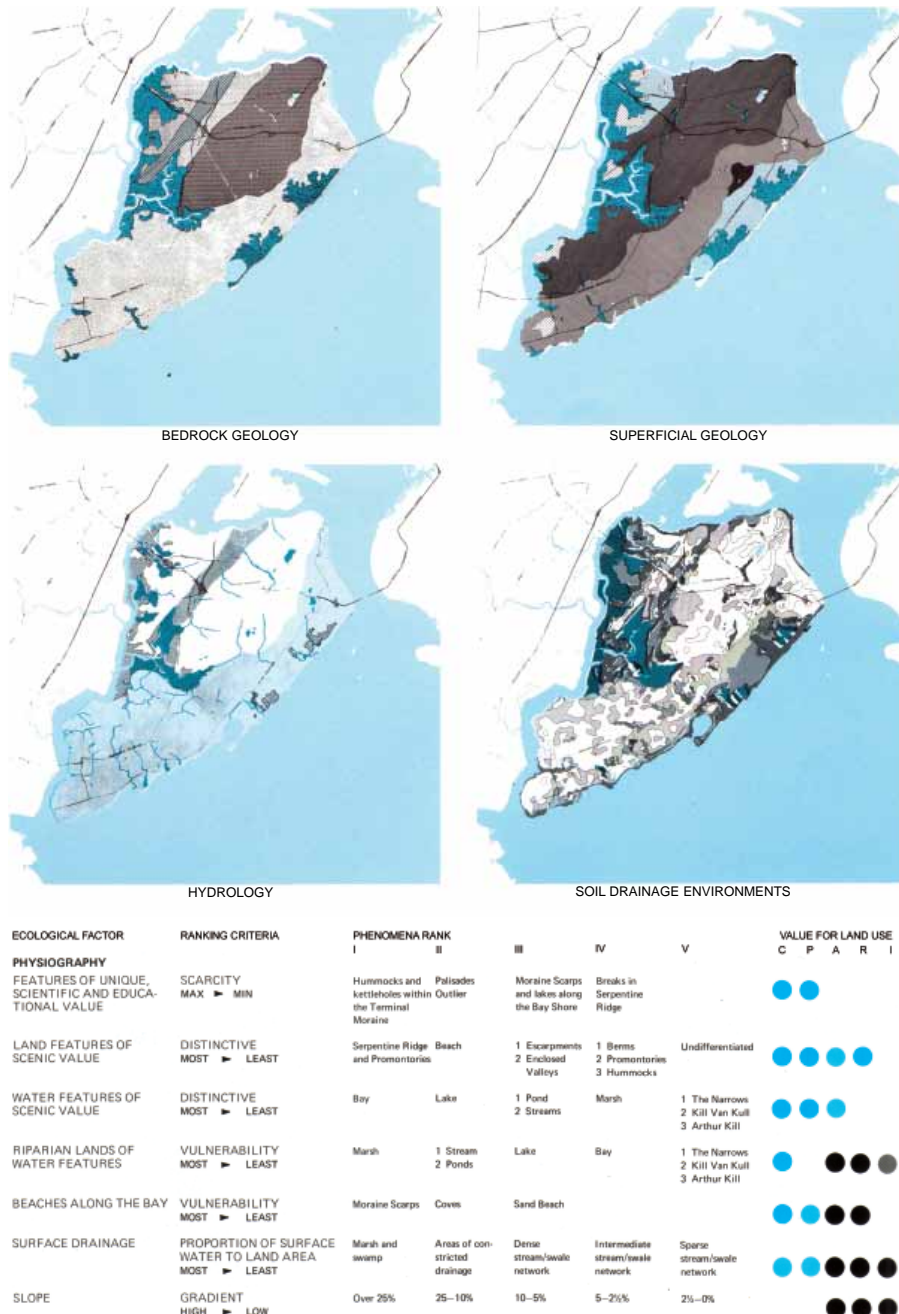 BEDROCK GEOLOGY
SUPERFICIAL GEOLOGY
HYDROLOGY
SOIL DRAINAGE ENVIRONMENTS
ECOLOGICAL FACTOR RANKING CRITERIA PHENOMENA RANK VALUE FOR LAND USE
I II III IV V C P A R I
PHYSIOGRAPHY
FEATURES OF UNIQUE, SCARCITY Hummocks and Palisades Moraine Scarps Breaks in
SCIENTIFIC AND EDUCA- MAX ► MIN kettleholes within Outlier and lakes along Serpentine
TIONAL VALUE the Terminal the Bay Shore Ridge
Moraine
LAND FEATURES OF DISTINCTIVE Serpentine Ridge Beach 1 Escarpments 1 Berms Undifferentiated
SCENIC VALUE MOST ► LEAST and Promontories 2 Enclosed 2 Promontories
Valleys 3 Hummocks
WATER FEATURES OF DISTINCTIVE Bay Lake 1 Pond Marsh 1 The Narrows
SCENIC VALUE MOST ► LEAST 2 Streams 2 Kill Van Kull
3 Arthur Kill
RIPARIAN LANDS OF VULNERABILITY Marsh 1 Stream Lake Bay 1 The Narrows
WATER FEATURES MOST ► LEAST 2 Ponds 2 Kill Van Kull
3 Arthur Kill
BEACHES ALONG THE BAY VULNERABILITY Moraine Scarps Coves Sand Beach
MOST ► LEAST
SURFACE DRAINAGE PROPORTION OF SURFACE Marsh and Areas of con- Dense Intermediate Sparse
WATER TO LAND AREA swamp stricted stream/swale stream/swale stream/swale
MOST ► LEAST drainage network network network
SLOPE GRADIENT Over 25% 25–10% 10–5% 5–2½% 2½–0%
HIGH ► LOW